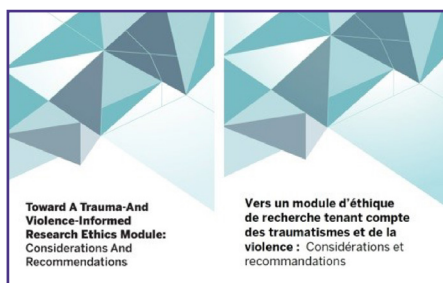 Toward A Trauma-And
Violence-Informed
Research Ethics Module:
Considerations And
Recommendations
Vers un module d'éthique
de recherche tenant compte
des traumatismes et de la
violence : Considérations et
recommandations